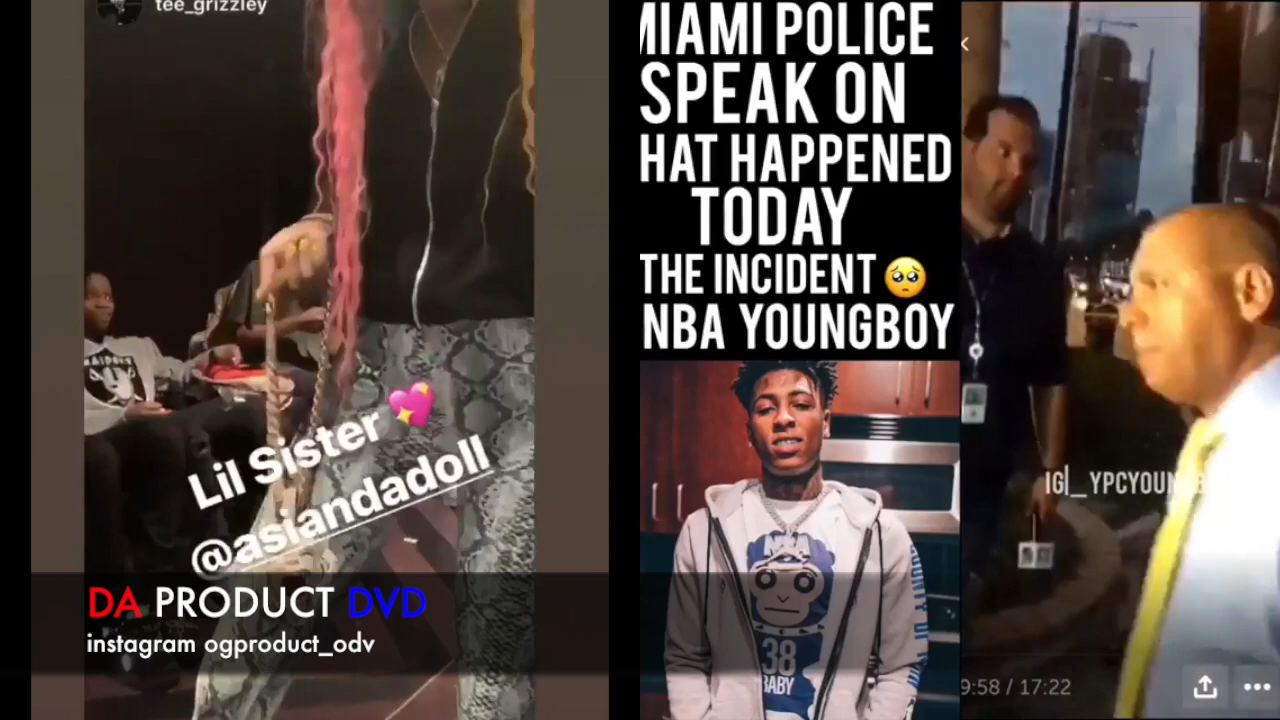 tee_grizzley
Lil Sister 💖
@asiandadoll
DA PRODUCT DVD
instagram ogproduct_odv
MIAMI POLICE
SPEAK ON
HAT HAPPENED
TODAY
THE INCIDENT 🥺
NBA YOUNGBOY
38
BABY
IG|_YPCYOUN
9:58 / 17:22